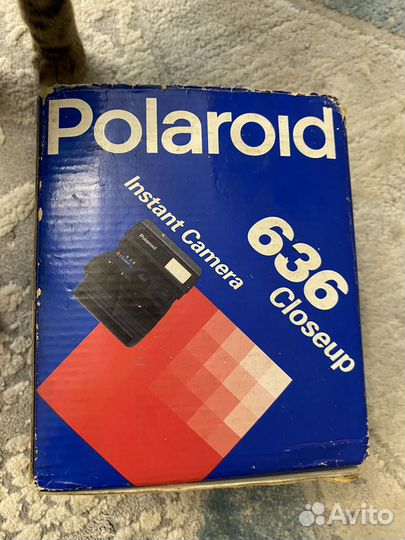 Polaroid
Instant Camera
636
Closeup
Polaroid
Avito